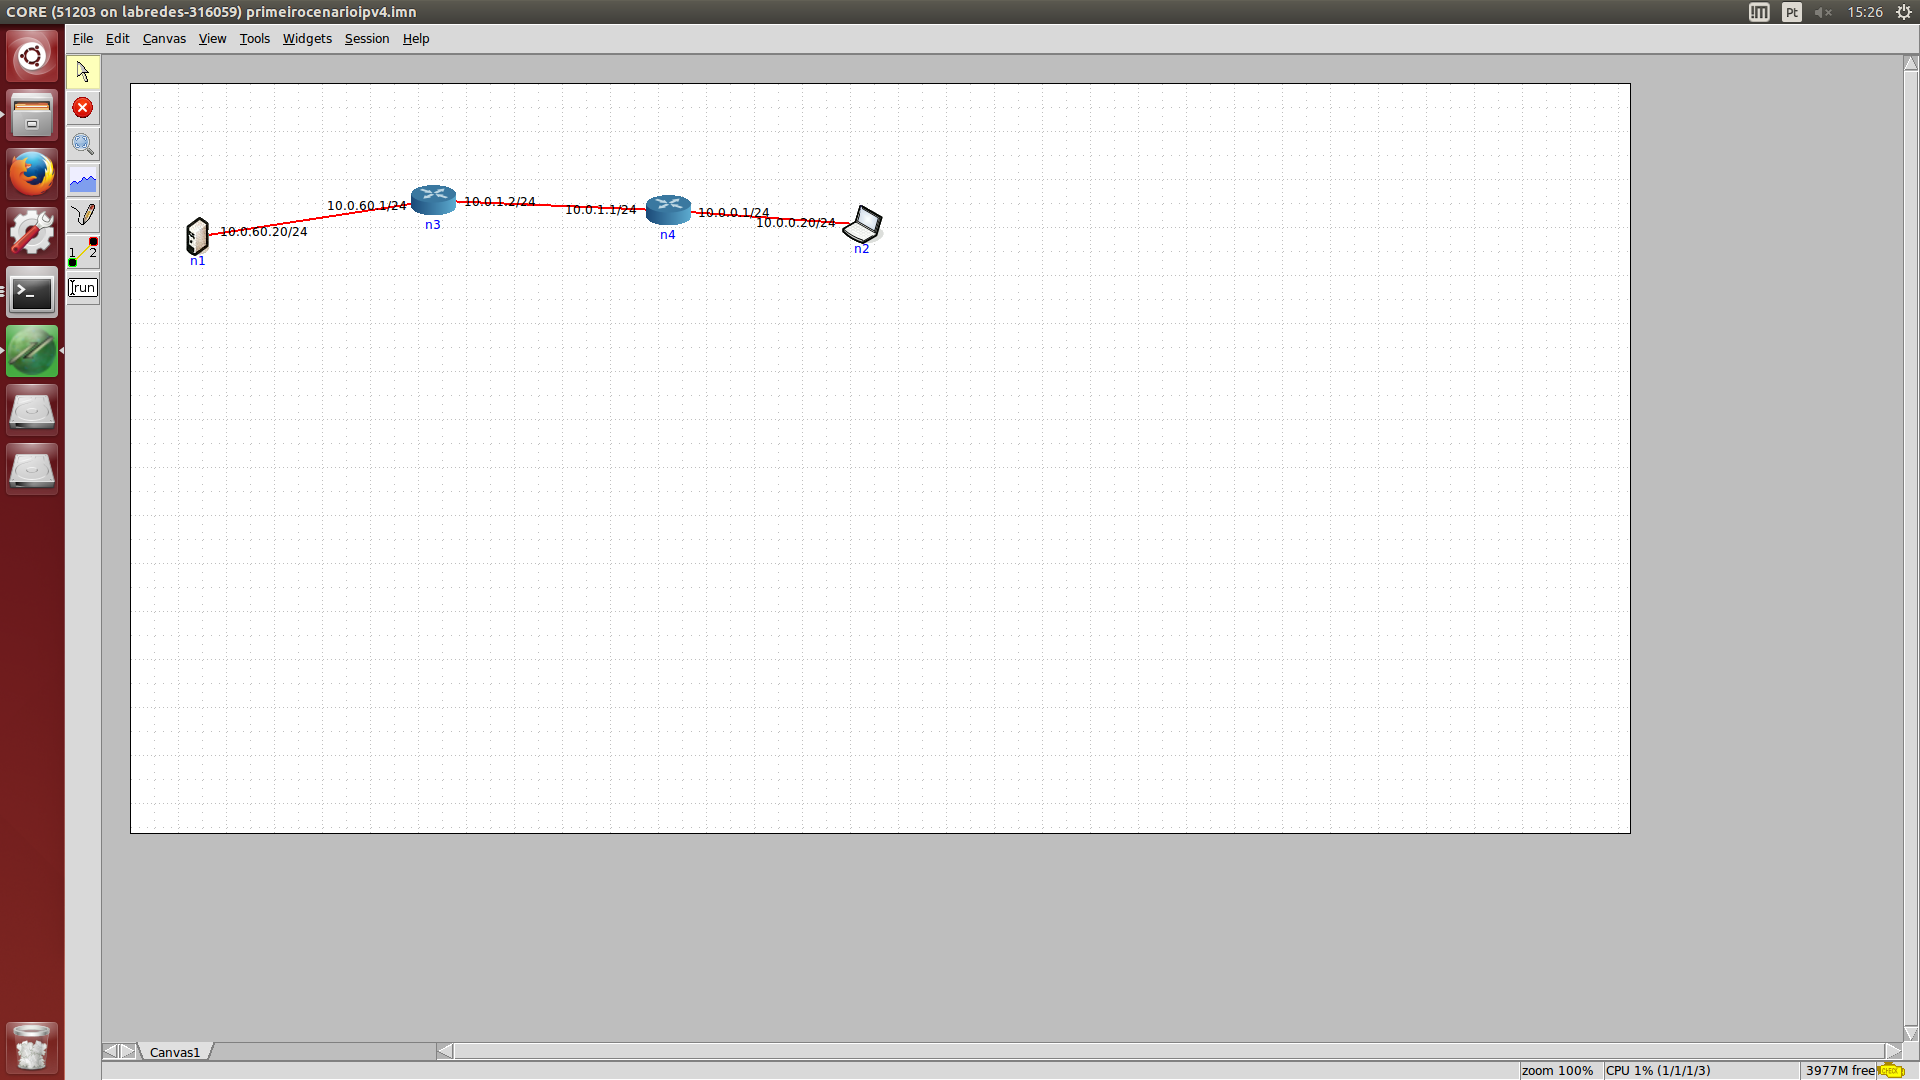 CORE (51203 on labredes-316059) primeirocenarioipv4.imn
Pt
15:26
File Edit Canvas View Tools Widgets Session Help
10.0.60.1/24
10.0.1.2/24
10.0.1.1/24
10.0.0.1/24
n3
10.0.60.20/24
n4
10.0.0.20/24
n1
n2
1
2
run
Canvas1
zoom 100%
CPU 1% (1/1/1/3)
3977M free